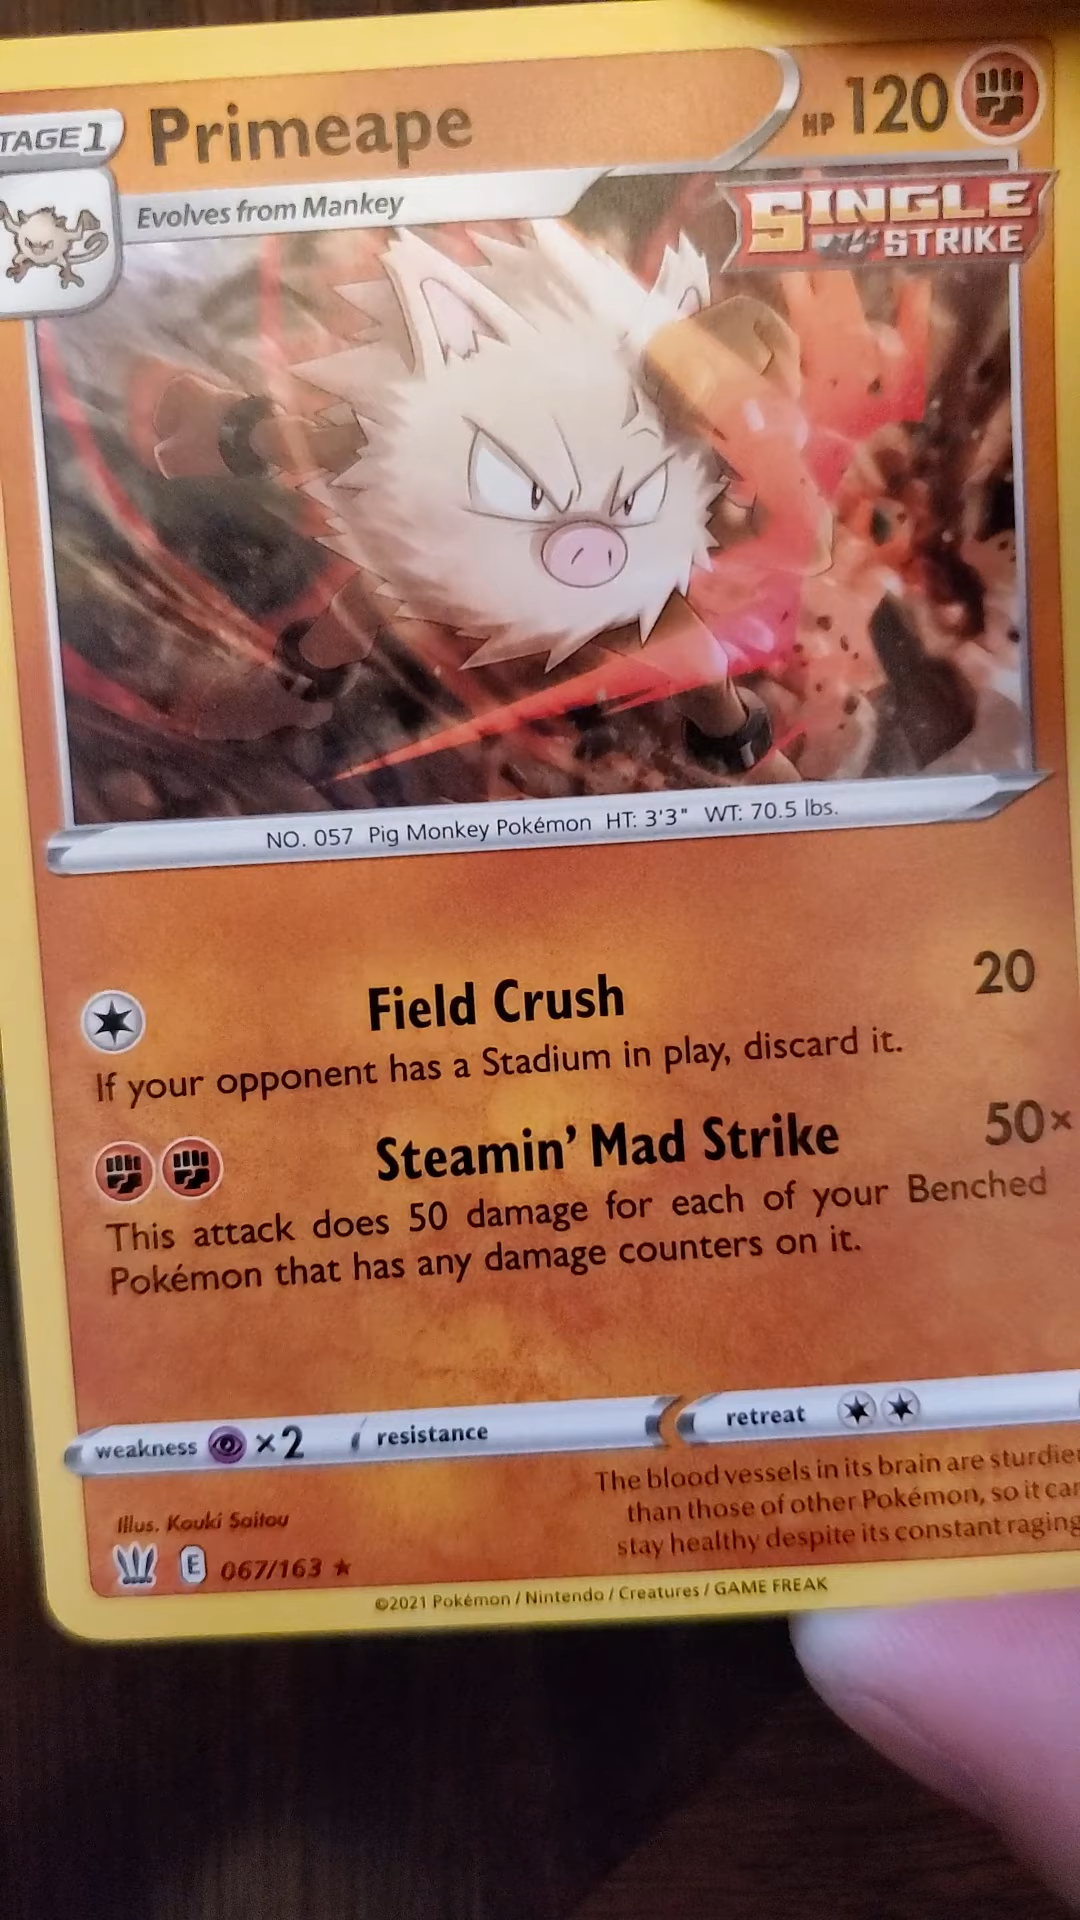 TAGE1
Primeape
HP 120
Evolves from Mankey
SINGLE
STRIKE
NO. 057 Pig Monkey Pokémon HT: 3'3" WT: 70.5 lbs.
Field Crush 20
If your opponent has a Stadium in play, discard it.
Steamin' Mad Strike 50×
This attack does 50 damage for each of your Benched
Pokémon that has any damage counters on it.
weakness ×2 resistance retreat
The blood vessels in its brain are sturdier
than those of other Pokémon, so it can
stay healthy despite its constant raging
Illus. Kouki Saitou
E 067/163 ★
©2021 Pokémon / Nintendo / Creatures / GAME FREAK